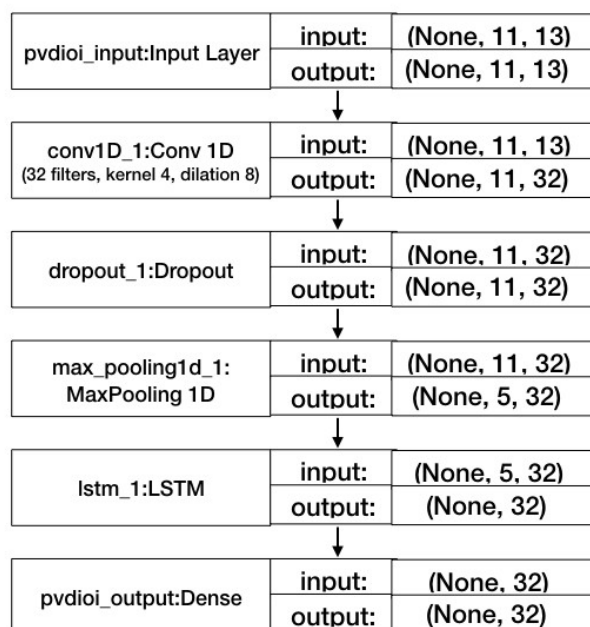 pvdioi_input:Input Layer
input: (None, 11, 13)
output: (None, 11, 13)
conv1D_1:Conv 1D
(32 filters, kernel 4, dilation 8)
input: (None, 11, 13)
output: (None, 11, 32)
dropout_1:Dropout
input: (None, 11, 32)
output: (None, 11, 32)
max_pooling1d_1:
MaxPooling 1D
input: (None, 11, 32)
output: (None, 5, 32)
lstm_1:LSTM
input: (None, 5, 32)
output: (None, 32)
pvdioi_output:Dense
input: (None, 32)
output: (None, 32)